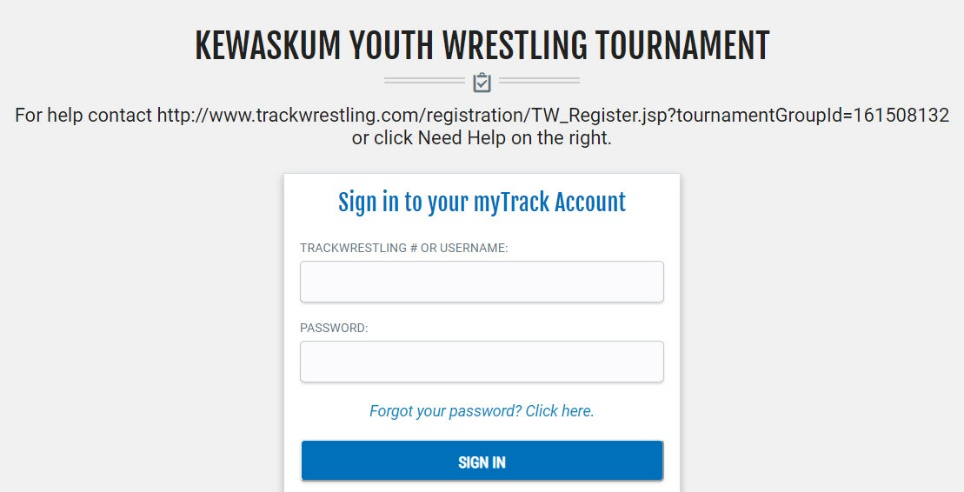 KEWASKUM YOUTH WRESTLING TOURNAMENT
For help contact http://www.trackwrestling.com/registration/TW_Register.jsp?tournamentGroupId=161508132
or click Need Help on the right.
Sign in to your myTrack Account
TRACKWRESTLING # OR USERNAME:
PASSWORD:
Forgot your password? Click here.
SIGN IN